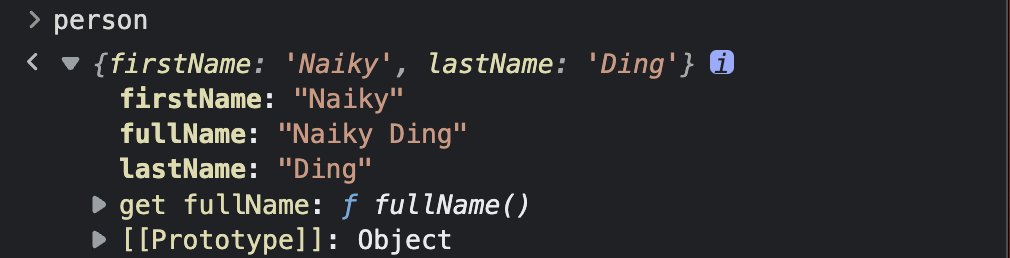 > person
< ▼ {firstName: 'Naiky', lastName: 'Ding'} i
firstName: "Naiky"
fullName: "Naiky Ding"
lastName: "Ding"
▶ get fullName: ƒ fullName()
▶ [[Prototype]]: Object